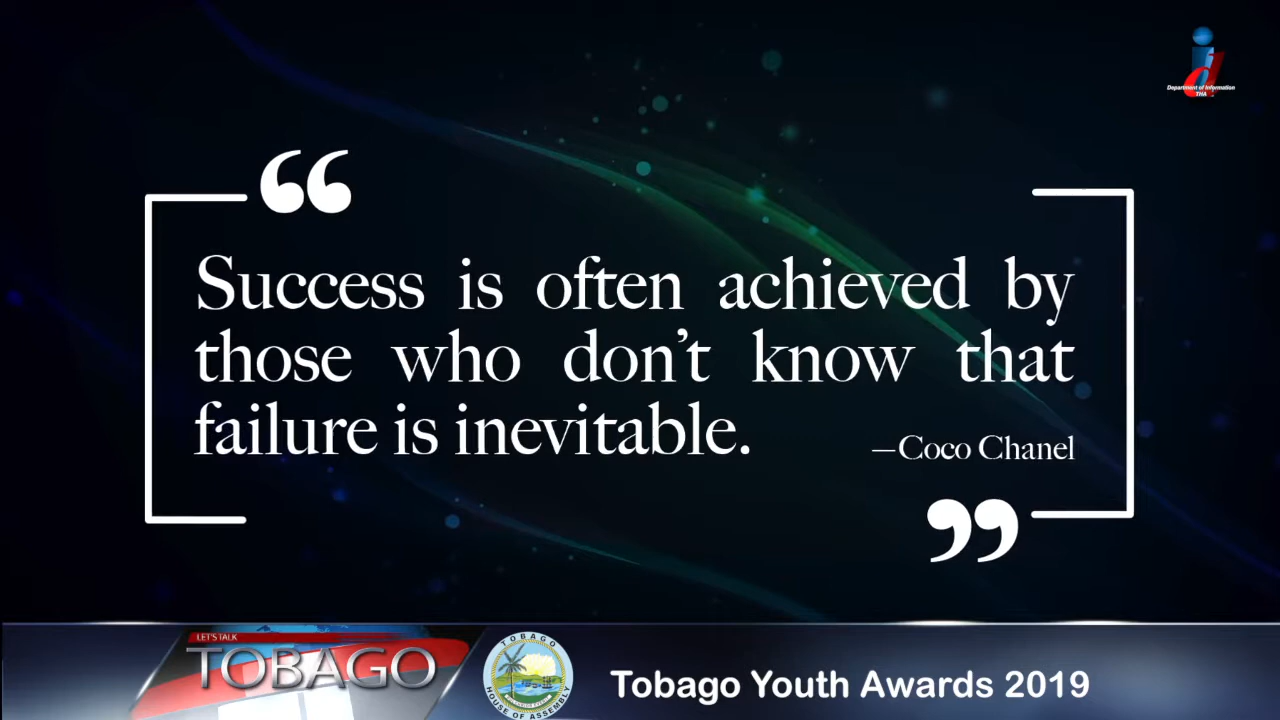 Department of Information
THA
“
Success is often achieved by
those who don’t know that
failure is inevitable.
—Coco Chanel
”
LET'S TALK
TOBAGO
TOBAGO
HOUSE OF ASSEMBLY
Tobago Youth Awards 2019